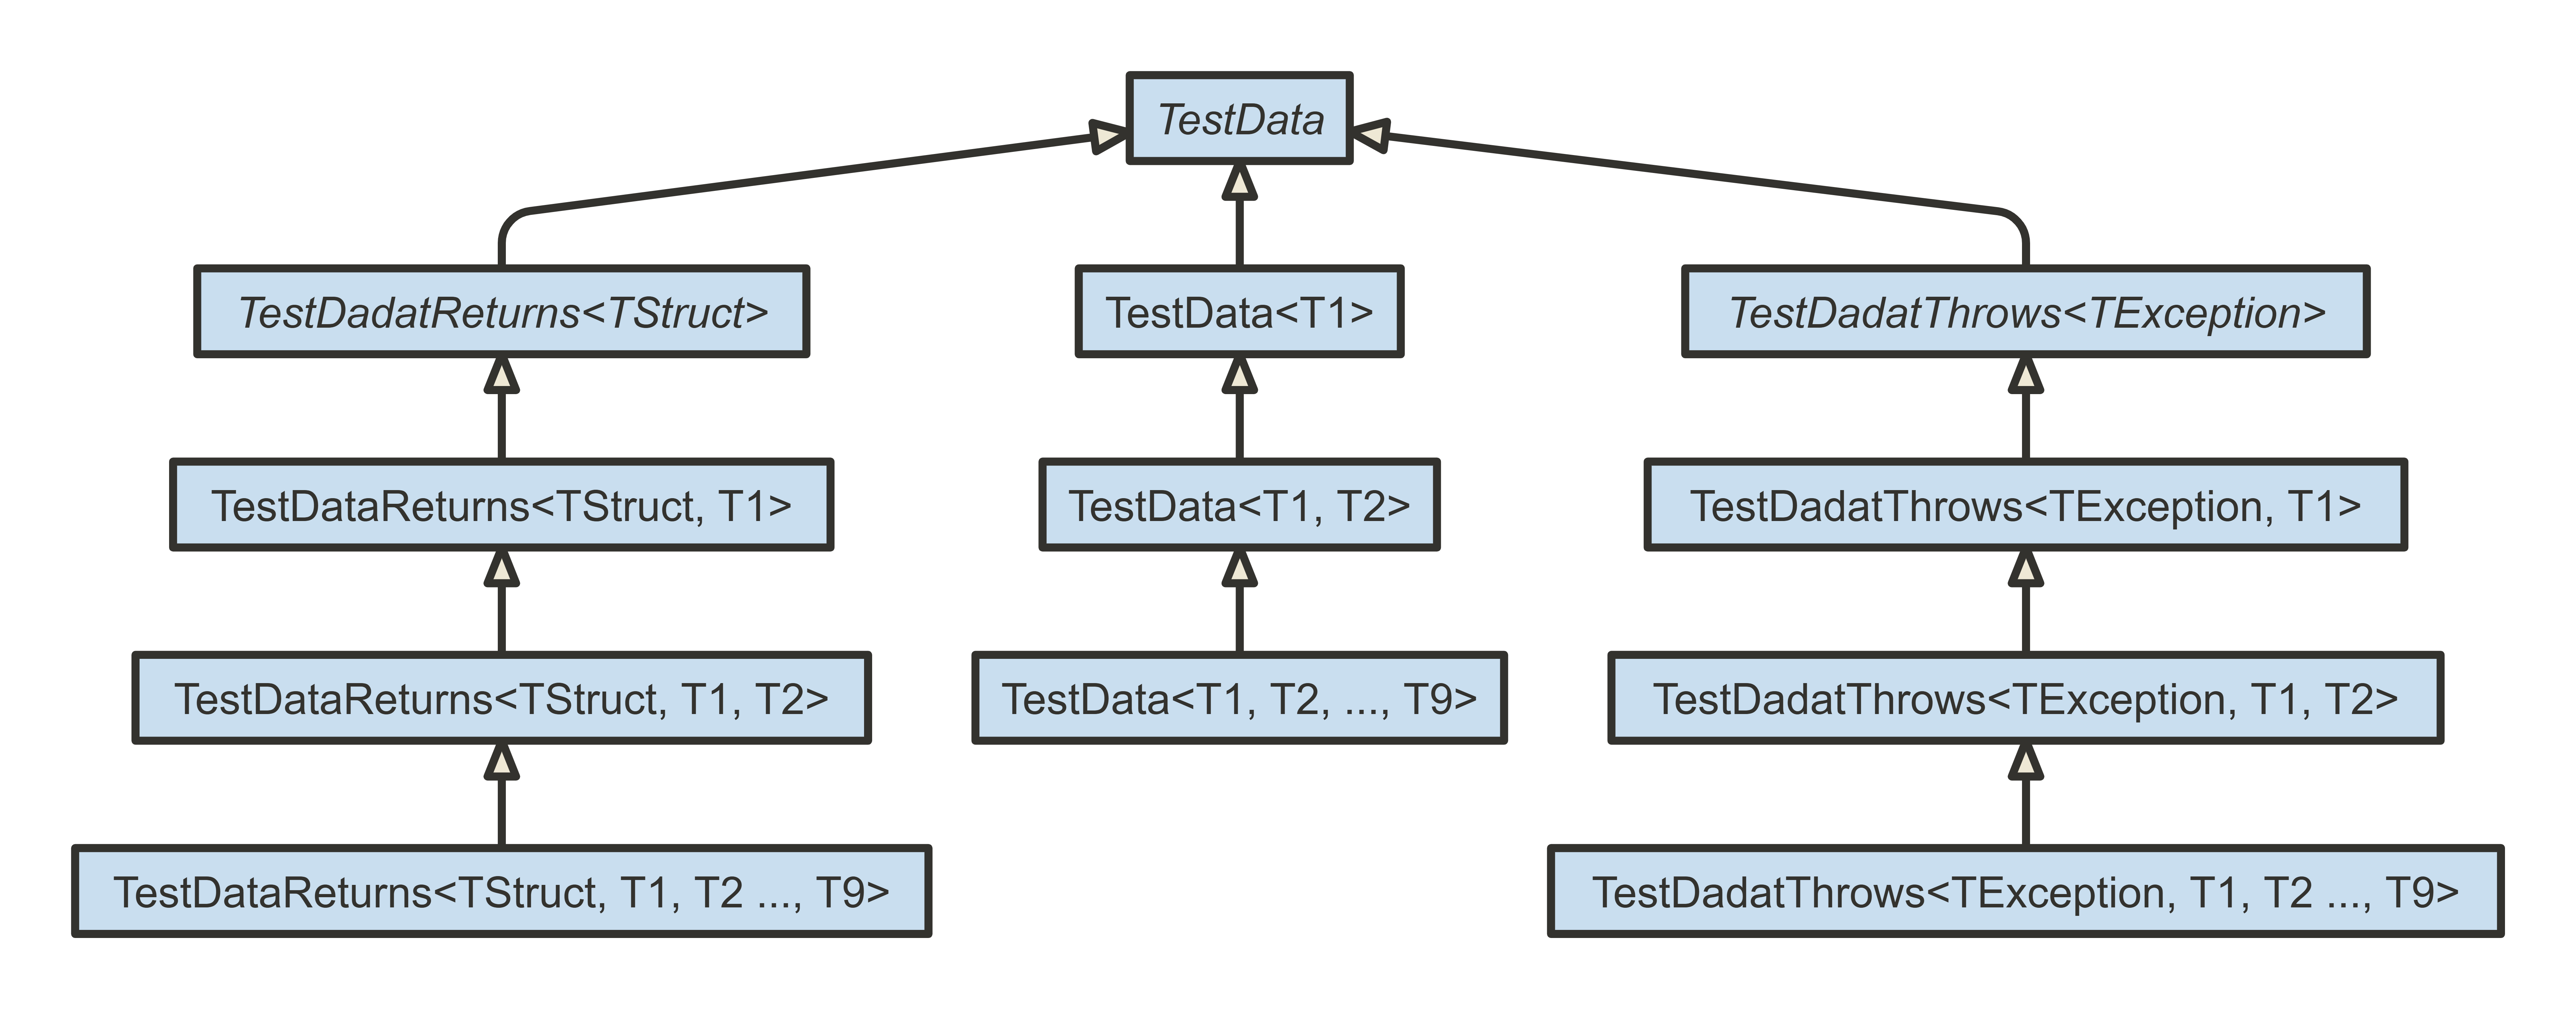 TestData
TestDadatReturns<TStruct>
TestData<T1>
TestDadatThrows<TException>
TestDataReturns<TStruct, T1>
TestData<T1, T2>
TestDadatThrows<TException, T1>
TestDataReturns<TStruct, T1, T2>
TestData<T1, T2, ..., T9>
TestDadatThrows<TException, T1, T2>
TestDataReturns<TStruct, T1, T2 ..., T9>
TestDadatThrows<TException, T1, T2 ..., T9>